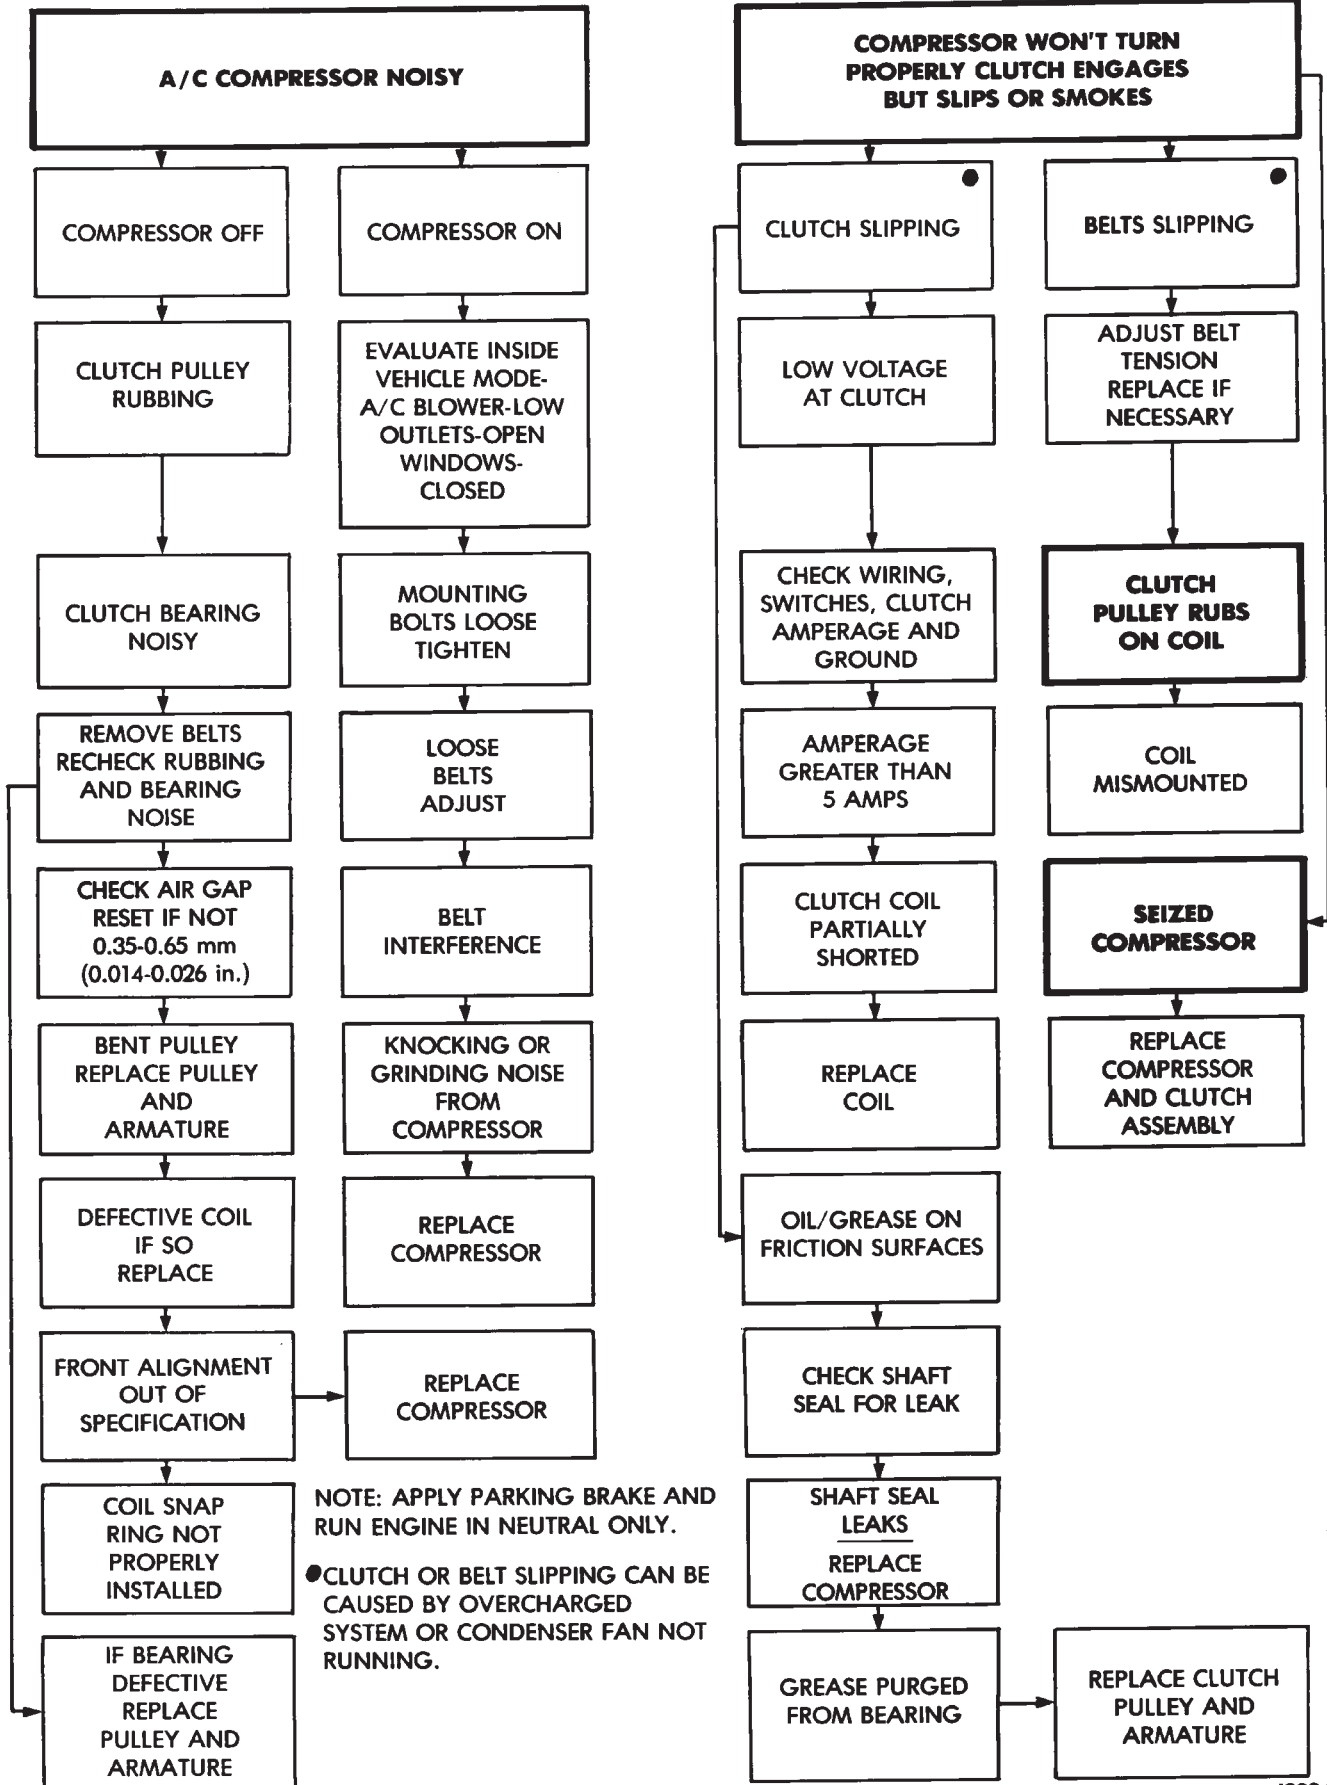 A/C COMPRESSOR NOISY
COMPRESSOR OFF
CLUTCH PULLEY
RUBBING
CLUTCH BEARING
NOISY
REMOVE BELTS
RECHECK RUBBING
AND BEARING
NOISE
CHECK AIR GAP
RESET IF NOT
0.35-0.65 mm
(0.014-0.026 in.)
BENT PULLEY
REPLACE PULLEY
AND
ARMATURE
DEFECTIVE COIL
IF SO
REPLACE
FRONT ALIGNMENT
OUT OF
SPECIFICATION
COIL SNAP
RING NOT
PROPERLY
INSTALLED
IF BEARING
DEFECTIVE
REPLACE
PULLEY AND
ARMATURE
COMPRESSOR ON
EVALUATE INSIDE
VEHICLE MODE-
A/C BLOWER-LOW
OUTLETS-OPEN
WINDOWS-
CLOSED
MOUNTING
BOLTS LOOSE
TIGHTEN
LOOSE
BELTS
ADJUST
BELT
INTERFERENCE
KNOCKING OR
GRINDING NOISE
FROM
COMPRESSOR
REPLACE
COMPRESSOR
REPLACE
COMPRESSOR
NOTE: APPLY PARKING BRAKE AND
RUN ENGINE IN NEUTRAL ONLY.
●CLUTCH OR BELT SLIPPING CAN BE
CAUSED BY OVERCHARGED
SYSTEM OR CONDENSER FAN NOT
RUNNING.
COMPRESSOR WON'T TURN
PROPERLY CLUTCH ENGAGES
BUT SLIPS OR SMOKES
●
CLUTCH SLIPPING
LOW VOLTAGE
AT CLUTCH
CHECK WIRING,
SWITCHES, CLUTCH
AMPERAGE AND
GROUND
AMPERAGE
GREATER THAN
5 AMPS
CLUTCH COIL
PARTIALLY
SHORTED
REPLACE
COIL
OIL/GREASE ON
FRICTION SURFACES
CHECK SHAFT
SEAL FOR LEAK
SHAFT SEAL
LEAKS
REPLACE
COMPRESSOR
GREASE PURGED
FROM BEARING
REPLACE CLUTCH
PULLEY AND
ARMATURE
●
BELTS SLIPPING
ADJUST BELT
TENSION
REPLACE IF
NECESSARY
CLUTCH
PULLEY RUBS
ON COIL
COIL
MISMOUNTED
SEIZED
COMPRESSOR
REPLACE
COMPRESSOR
AND CLUTCH
ASSEMBLY